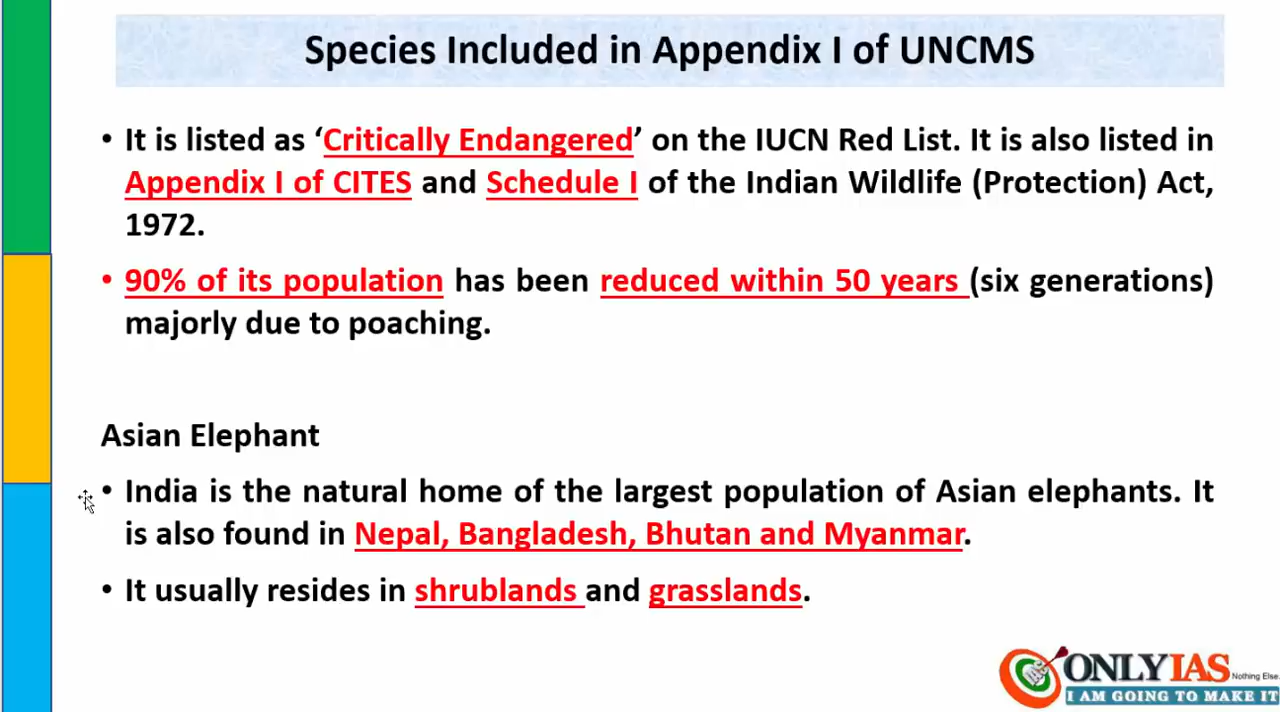 Species Included in Appendix I of UNCMS
• It is listed as ‘Critically Endangered’ on the IUCN Red List. It is also listed in
Appendix I of CITES and Schedule I of the Indian Wildlife (Protection) Act,
1972.
• 90% of its population has been reduced within 50 years (six generations)
majorly due to poaching.
Asian Elephant
• India is the natural home of the largest population of Asian elephants. It
is also found in Nepal, Bangladesh, Bhutan and Myanmar.
• It usually resides in shrublands and grasslands.
ONLYIAS
Nothing Else.
I AM GOING TO MAKE IT